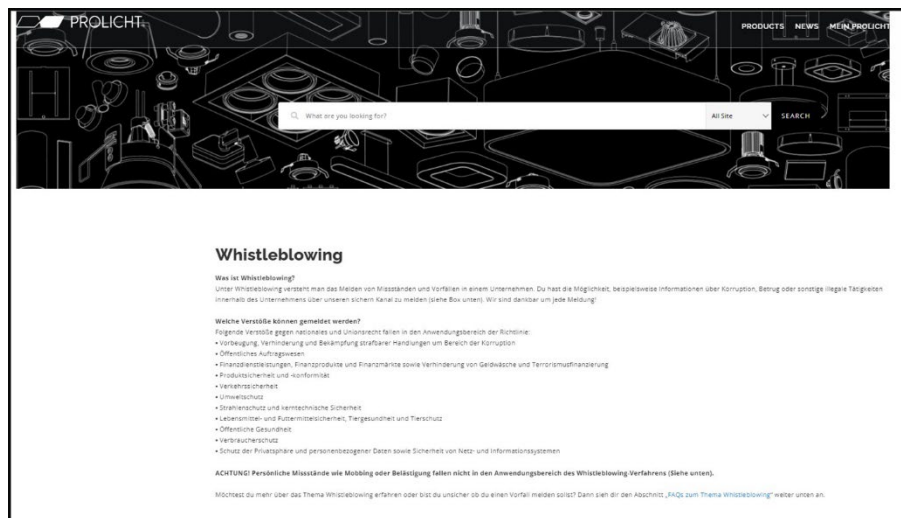 PROLICHT
PRODUCTS NEWS MEIN PROLICHT
What are you looking for?
All Site
SEARCH
Whistleblowing
Was ist Whistleblowing?
Unter Whistleblowing versteht man das Melden von Missständen und Vorfällen in einem Unternehmen. Du hast die Möglichkeit, beispielsweise Informationen über Korruption, Betrug oder sonstige illegale Tätigkeiten
innerhalb des Unternehmens über unseren sichern Kanal zu melden (siehe Box unten). Wir sind dankbar um jede Meldung!
Welche Verstöße können gemeldet werden?
Folgende Verstöße gegen nationales und Unionsrecht fallen in den Anwendungsbereich der Richtlinie:
• Vorbeugung, Verhinderung und Bekämpfung strafbarer Handlungen um Bereich der Korruption
• Öffentliches Auftragswesen
• Finanzdienstleistungen, Finanzprodukte und Finanzmärkte sowie Verhinderung von Geldwäsche und Terrorismusfinanzierung
• Produktsicherheit und -konformität
• Verkehrssicherheit
• Umweltschutz
• Strahlenschutz und kerntechnische Sicherheit
• Lebensmittel- und Futtermittelsicherheit, Tiergesundheit und Tierschutz
• Öffentliche Gesundheit
• Verbraucherschutz
• Schutz der Privatsphäre und personenbezogener Daten sowie Sicherheit von Netz- und Informationssystemen
ACHTUNG! Persönliche Missstände wie Mobbing oder Belästigung fallen nicht in den Anwendungsbereich des Whistleblowing-Verfahrens (Siehe unten).
Möchtest du mehr über das Thema Whistleblowing erfahren oder bist du unsicher ob du einen Vorfall melden sollst? Dann sieh dir den Abschnitt „FAQs zum Thema Whistleblowing" weiter unten an.